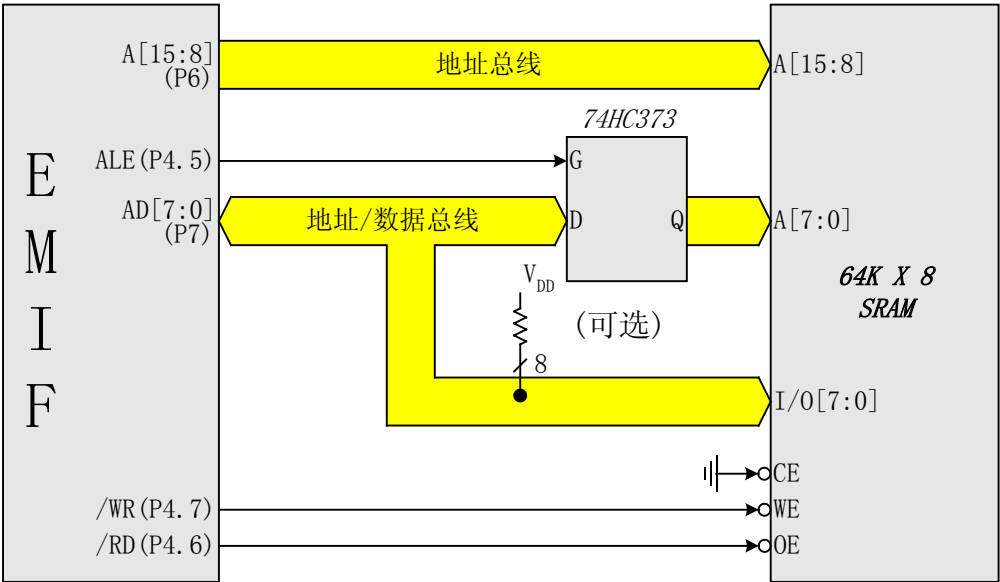 A[15:8]
(P6)
地址总线
A[15:8]
74HC373
ALE(P4.5)
G
E
M
I
F
AD[7:0]
(P7)
地址/数据总线
D
Q
A[7:0]
64K X 8
SRAM
VDD
(可选)
8
I/O[7:0]
CE
/WR(P4.7)
WE
/RD(P4.6)
OE